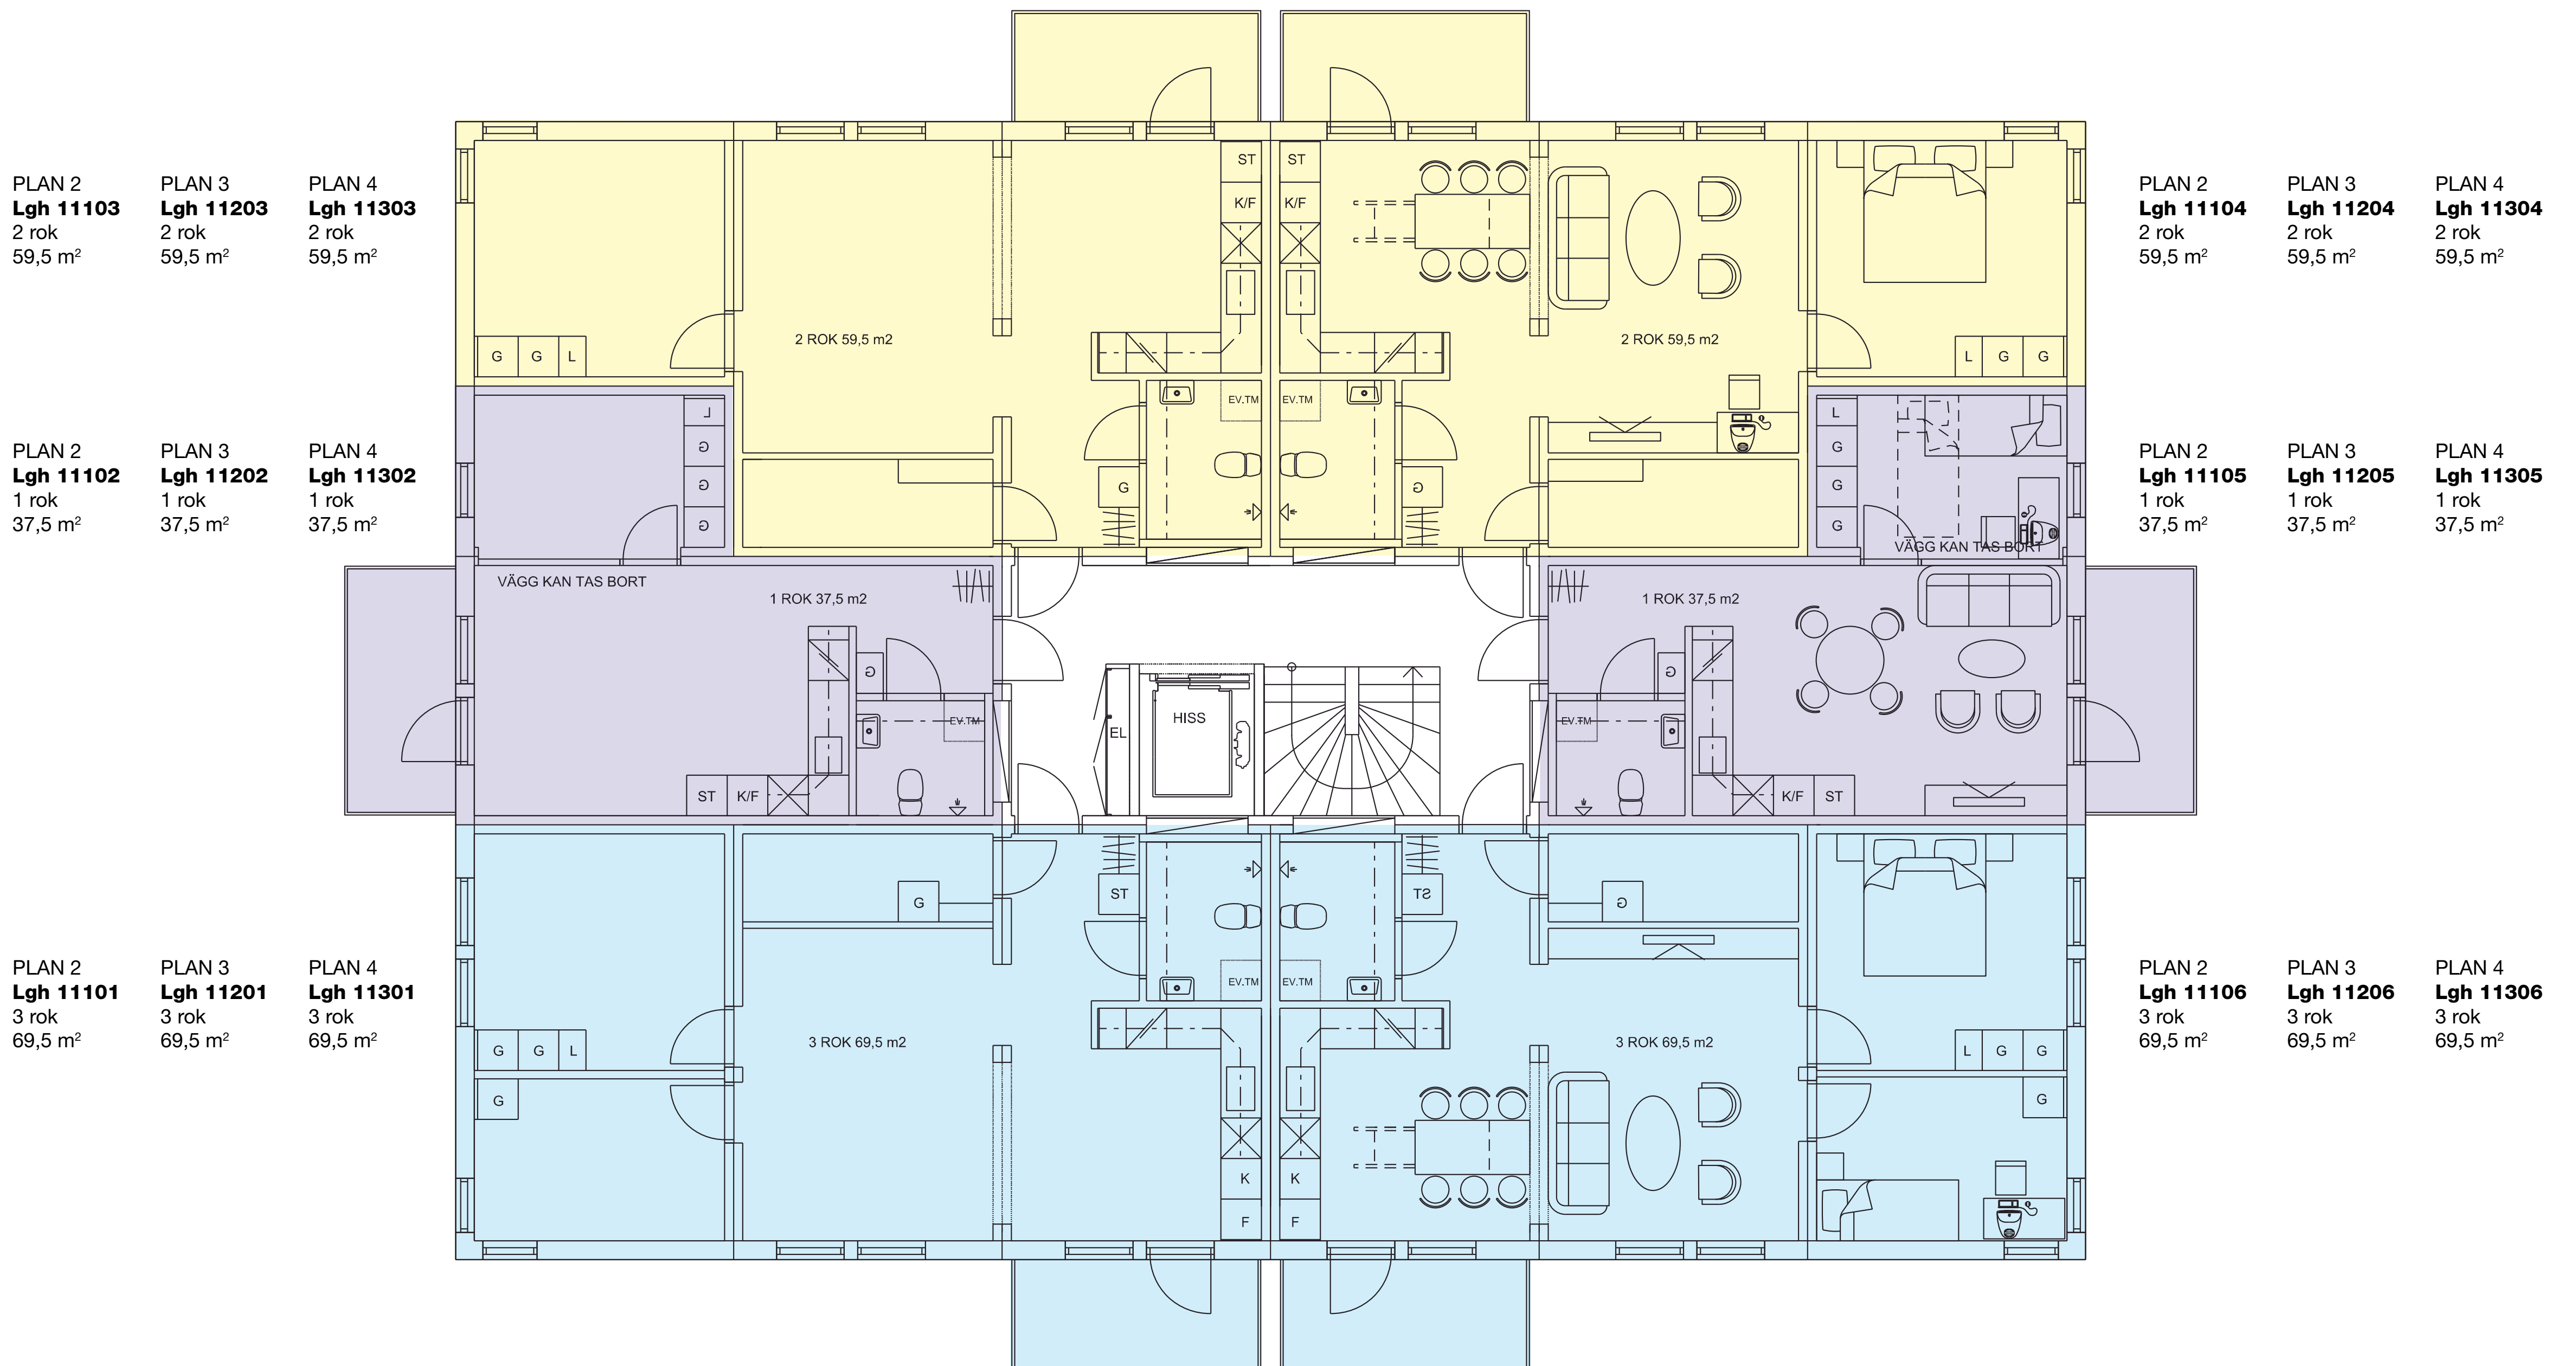 PLAN 2 PLAN 3 PLAN 4
Lgh 11103 Lgh 11203 Lgh 11303
2 rok 2 rok 2 rok
59,5 m² 59,5 m² 59,5 m²
PLAN 2 PLAN 3 PLAN 4
Lgh 11104 Lgh 11204 Lgh 11304
2 rok 2 rok 2 rok
59,5 m² 59,5 m² 59,5 m²
ST ST
K/F K/F
2 ROK 59,5 m2
2 ROK 59,5 m2
G G L
L G G
EV.TM EV.TM
G G
PLAN 2 PLAN 3 PLAN 4
Lgh 11102 Lgh 11202 Lgh 11302
1 rok 1 rok 1 rok
37,5 m² 37,5 m² 37,5 m²
PLAN 2 PLAN 3 PLAN 4
Lgh 11105 Lgh 11205 Lgh 11305
1 rok 1 rok 1 rok
37,5 m² 37,5 m² 37,5 m²
L
G
G
G
L
G
G
G
VÄGG KAN TAS BORT
VÄGG KAN TAS BORT
1 ROK 37,5 m2
1 ROK 37,5 m2
G
G
EV.TM
EV.TM
EL
HISS
ST K/F
K/F ST
PLAN 2 PLAN 3 PLAN 4
Lgh 11101 Lgh 11201 Lgh 11301
3 rok 3 rok 3 rok
69,5 m² 69,5 m² 69,5 m²
PLAN 2 PLAN 3 PLAN 4
Lgh 11106 Lgh 11206 Lgh 11306
3 rok 3 rok 3 rok
69,5 m² 69,5 m² 69,5 m²
G ST ST G
EV.TM EV.TM
3 ROK 69,5 m2
3 ROK 69,5 m2
G G L
L G G
G
G
K K
F F